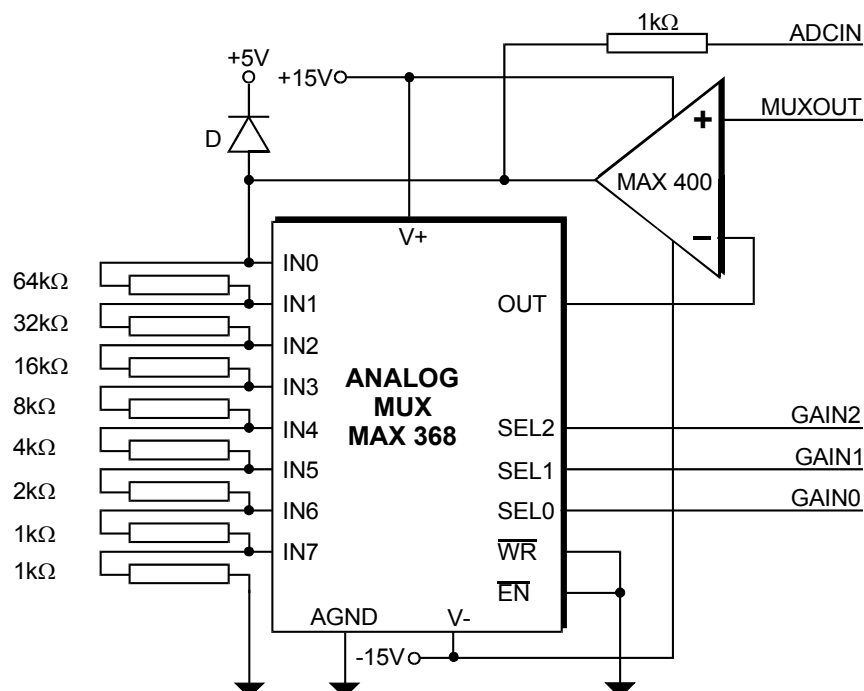 1kΩ
ADCIN
+5V
+15V
MUXOUT
D
+
MAX 400
V+
−
IN0
64kΩ
IN1
OUT
32kΩ
IN2
16kΩ
IN3
ANALOG
MUX
MAX 368
8kΩ
IN4
SEL2
GAIN2
4kΩ
IN5
SEL1
GAIN1
2kΩ
IN6
SEL0
GAIN0
1kΩ
IN7
WR
1kΩ
EN
AGND
V-
-15V